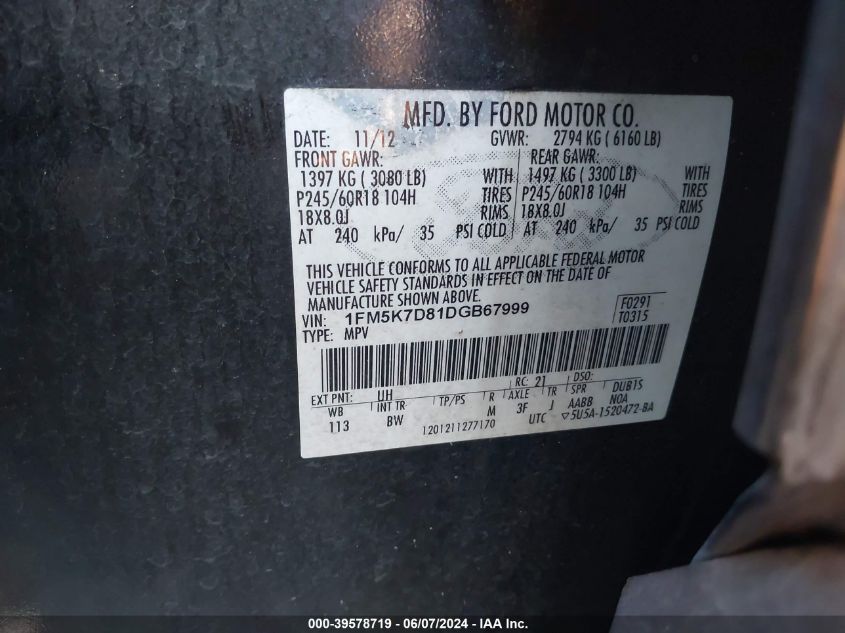 MFD. BY FORD MOTOR CO.
DATE: 11/12 GVWR: 2794 KG ( 6160 LB)
FRONT GAWR: REAR GAWR:
1397 KG ( 3080 LB) WITH 1497 KG ( 3300 LB) WITH
P245/60R18 104H TIRES P245/60R18 104H TIRES
18X8.0J RIMS 18X8.0J RIMS
AT 240 kPa/ 35 PSI COLD AT 240 kPa/ 35 PSI COLD
THIS VEHICLE CONFORMS TO ALL APPLICABLE FEDERAL MOTOR
VEHICLE SAFETY STANDARDS IN EFFECT ON THE DATE OF
MANUFACTURE SHOWN ABOVE.
VIN: 1FM5K7D81DGB67999 F0291
TYPE: MPV T0315
EXT PNT: UH RC: 21 DSO:
WB INT TR TP/PS R AXLE TR SPR DUB1S
113 BW M 3F J AABB NOA
1201211277170 UTC ▽5U5A-1520472-BA
000-39578719 - 06/07/2024 - IAA Inc.